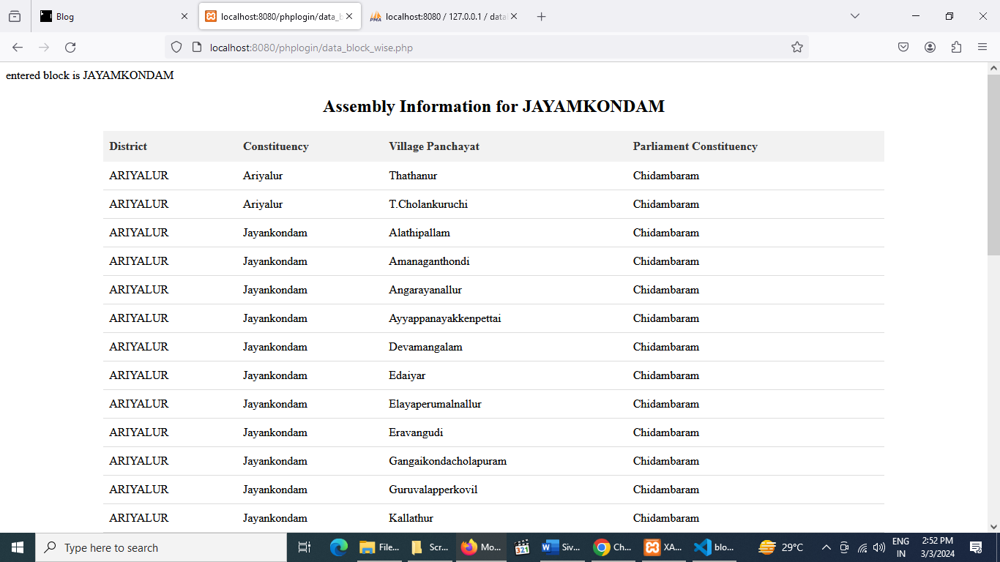 Blog
localhost:8080/phplogin/data_b
localhost:8080 / 127.0.0.1 / data
localhost:8080/phplogin/data_block_wise.php
entered block is JAYAMKONDAM
Assembly Information for JAYAMKONDAM
District Constituency Village Panchayat Parliament Constituency
ARIYALUR Ariyalur Thathanur Chidambaram
ARIYALUR Ariyalur T.Cholankuruchi Chidambaram
ARIYALUR Jayankondam Alathipallam Chidambaram
ARIYALUR Jayankondam Amanaganthondi Chidambaram
ARIYALUR Jayankondam Angarayanallur Chidambaram
ARIYALUR Jayankondam Ayyappanayakkenpettai Chidambaram
ARIYALUR Jayankondam Devamangalam Chidambaram
ARIYALUR Jayankondam Edaiyar Chidambaram
ARIYALUR Jayankondam Elayaperumalnallur Chidambaram
ARIYALUR Jayankondam Eravangudi Chidambaram
ARIYALUR Jayankondam Gangaikondacholapuram Chidambaram
ARIYALUR Jayankondam Guruvalapperkovil Chidambaram
ARIYALUR Jayankondam Kallathur Chidambaram
Type here to search
File...
Scr...
Mo...
321
Siv...
Ch...
XA...
blo...
29°C
ENG
IN
2:52 PM
3/3/2024